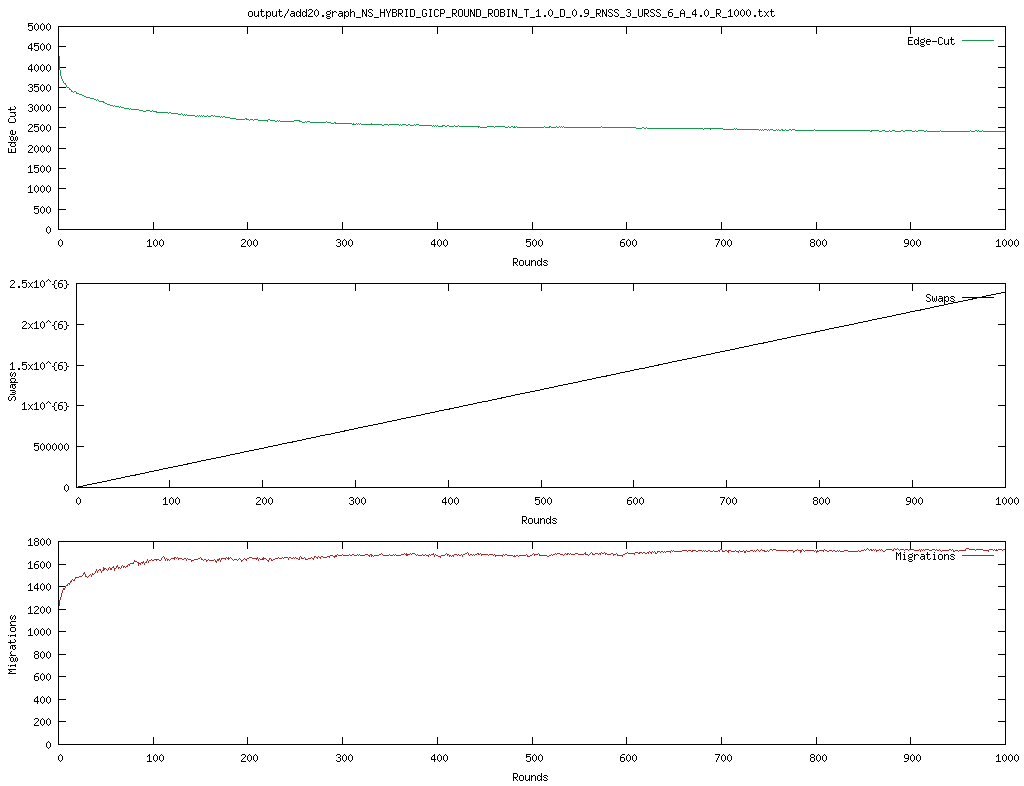 output/add20.graph_NS_HYBRID_GICP_ROUND_ROBIN_T_1.0_D_0.9_RNSS_3_URSS_6_A_4.0_R_1000.txt
5000
4500
4000
3500
3000
2500
2000
1500
1000
500
0
Edge Cut
Edge-Cut
0 100 200 300 400 500 600 700 800 900 1000
Rounds
2.5x10^{6}
2x10^{6}
1.5x10^{6}
1x10^{6}
500000
0
Swaps
Swaps
0 100 200 300 400 500 600 700 800 900 1000
Rounds
1800
1600
1400
1200
1000
800
600
400
200
0
Migrations
Migrations
0 100 200 300 400 500 600 700 800 900 1000
Rounds